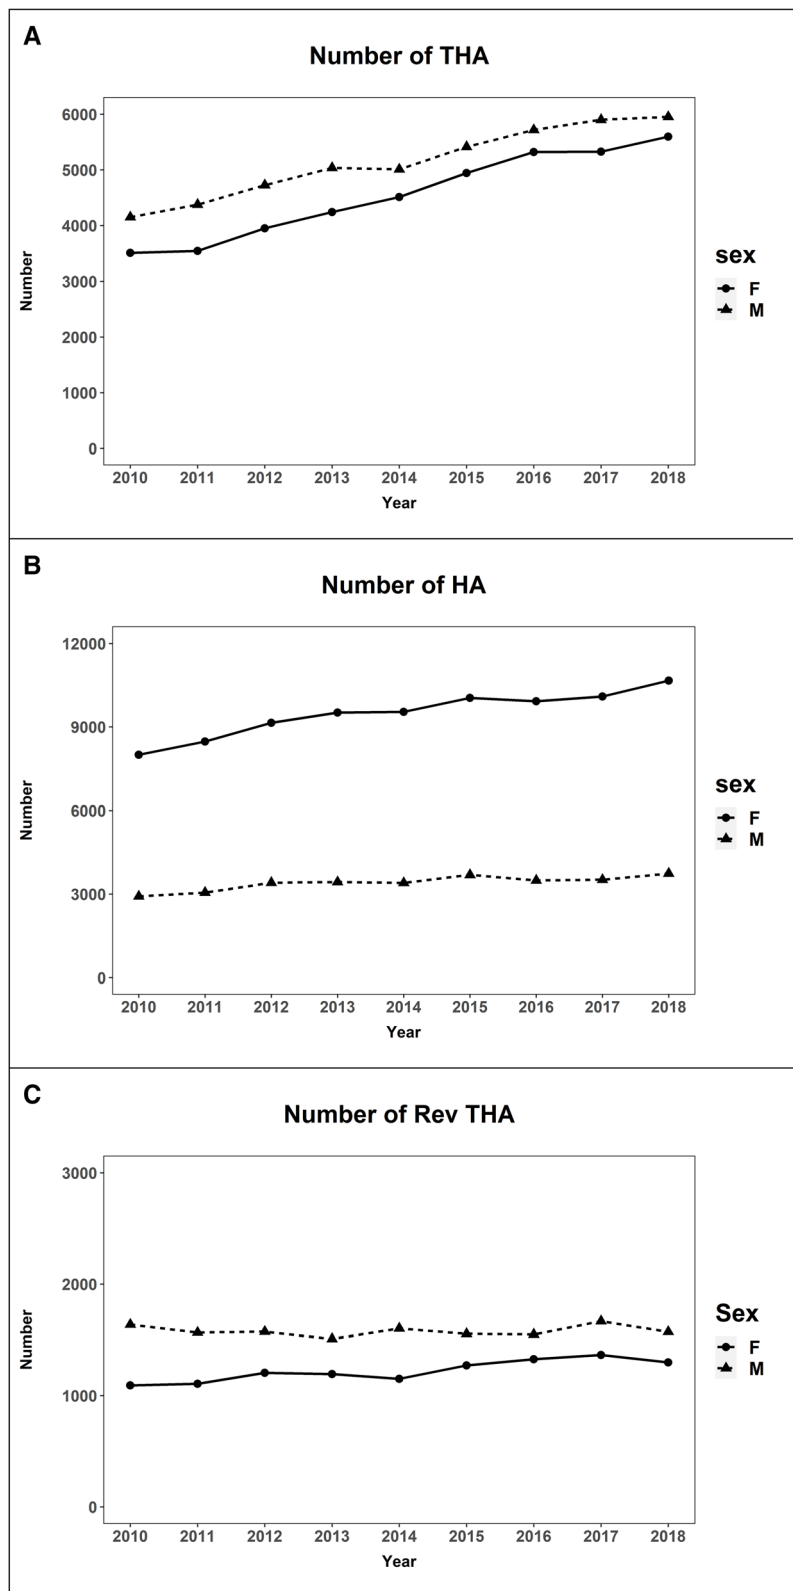 A
Number of THA
6000
5000
4000
3000
2000
1000
0
Number
2010 2011 2012 2013 2014 2015 2016 2017 2018
Year
sex
F
M
B
Number of HA
12000
9000
6000
3000
0
Number
2010 2011 2012 2013 2014 2015 2016 2017 2018
Year
sex
F
M
C
Number of Rev THA
3000
2000
1000
0
Number
2010 2011 2012 2013 2014 2015 2016 2017 2018
Year
Sex
F
M